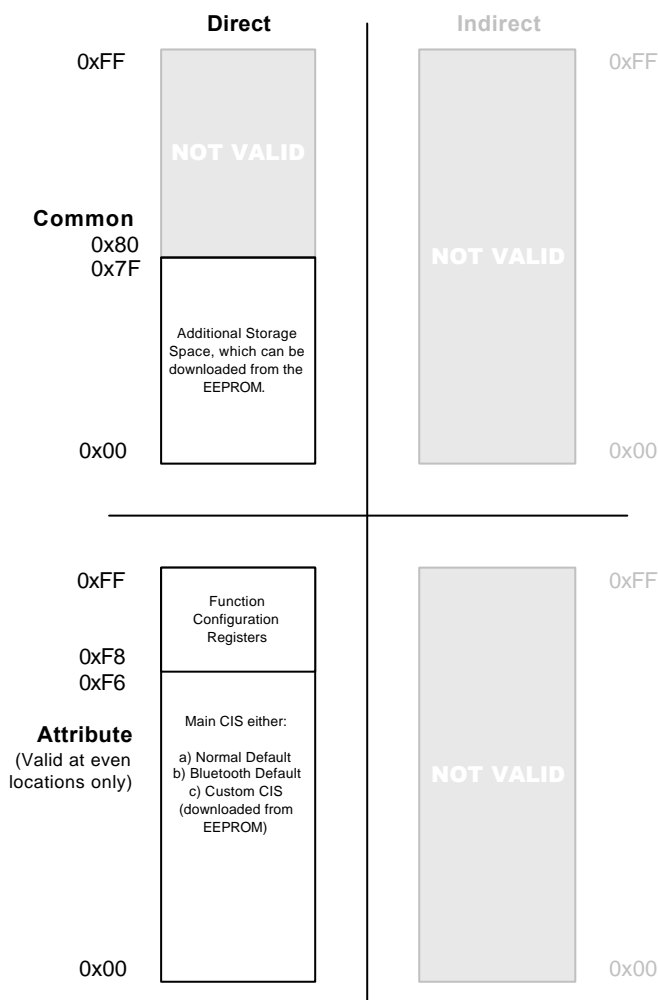 Direct
Indirect
0xFF
0xFF
NOT VALID
Common
0x80
0x7F
NOT VALID
Additional Storage
Space, which can be
downloaded from the
EEPROM.
0x00
0x00
0xFF
0xFF
Function
Configuration
Registers
0xF8
0xF6
Attribute
(Valid at even
locations only)
Main CIS either:
a) Normal Default
b) Bluetooth Default
c) Custom CIS
(downloaded from
EEPROM)
NOT VALID
0x00
0x00